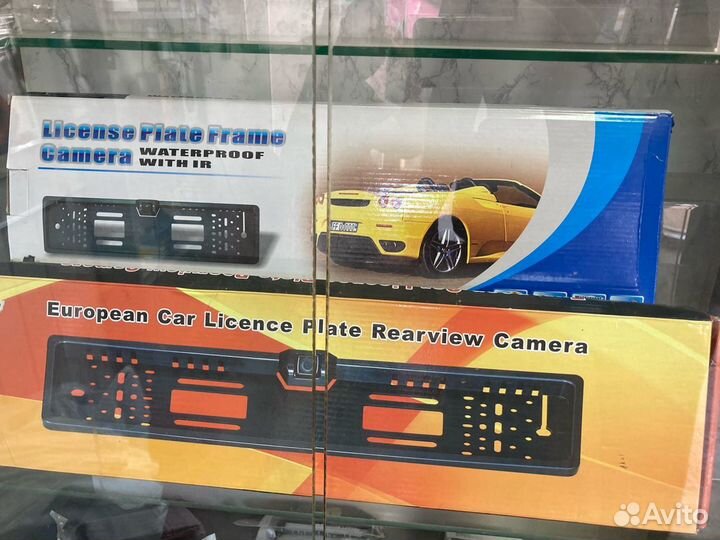 License Plate Frame
Camera WATERPROOF
WITH IR
European Car Licence Plate Rearview Camera
Avito